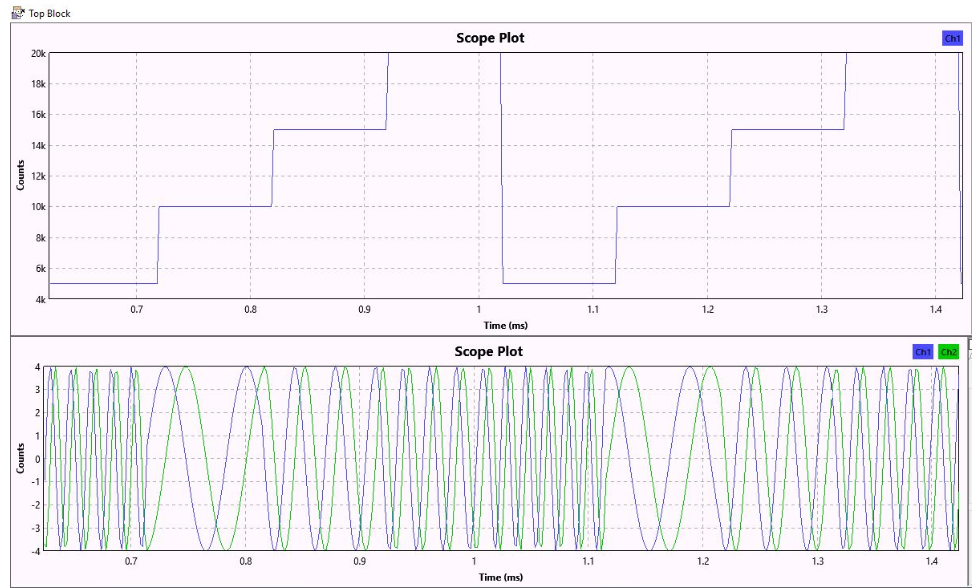 Top Block
Scope Plot
Ch1
20k
18k
16k
14k
12k
10k
8k
6k
4k
Counts
0.7 0.8 0.9 1 1.1 1.2 1.3 1.4
Time (ms)
Scope Plot
Ch1 Ch2
4
3
2
1
0
-1
-2
-3
-4
Counts
0.7 0.8 0.9 1 1.1 1.2 1.3 1.4
Time (ms)